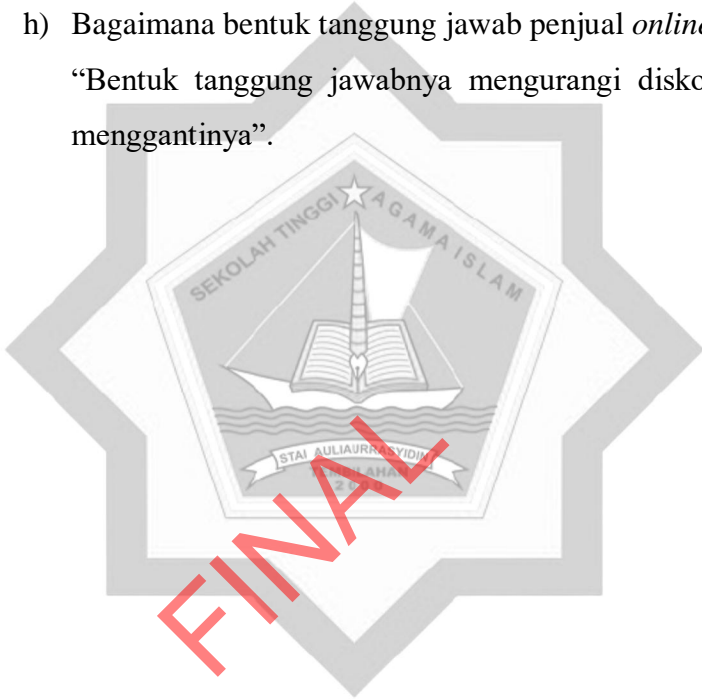 h) Bagaimana bentuk tanggung jawab penjual online
“Bentuk tanggung jawabnya mengurangi disko
menggantinya”.
SEKOLAH TINGGI AGAMA ISLAM
STAI AULIAURRASYIDIN
TEMBILAHAN
FINAL